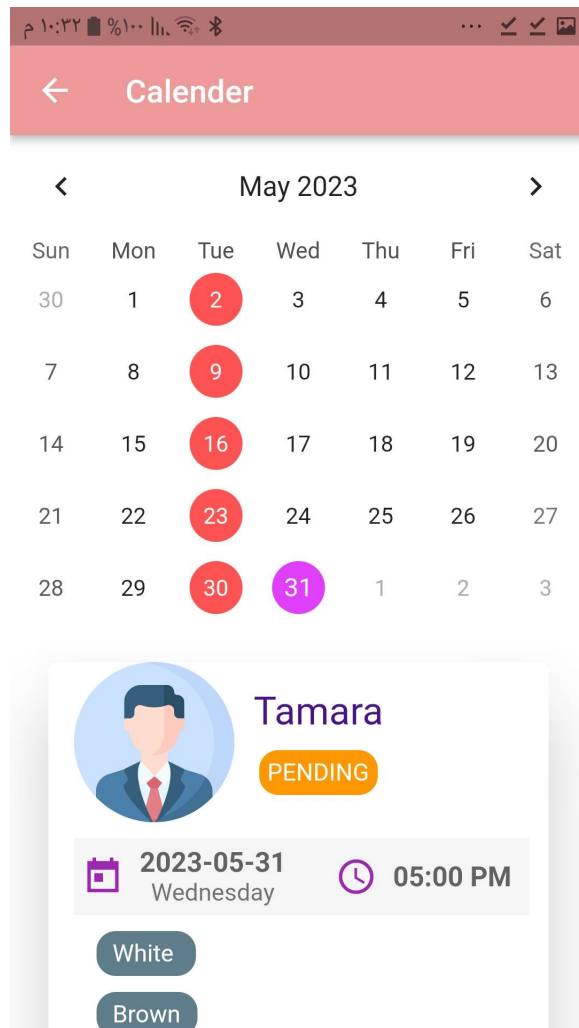 ١٠:٣٢ م %١٠٠
Calender
May 2023
Sun Mon Tue Wed Thu Fri Sat
30 1 2 3 4 5 6
7 8 9 10 11 12 13
14 15 16 17 18 19 20
21 22 23 24 25 26 27
28 29 30 31 1 2 3
Tamara
PENDING
2023-05-31 05:00 PM
Wednesday
White
Brown